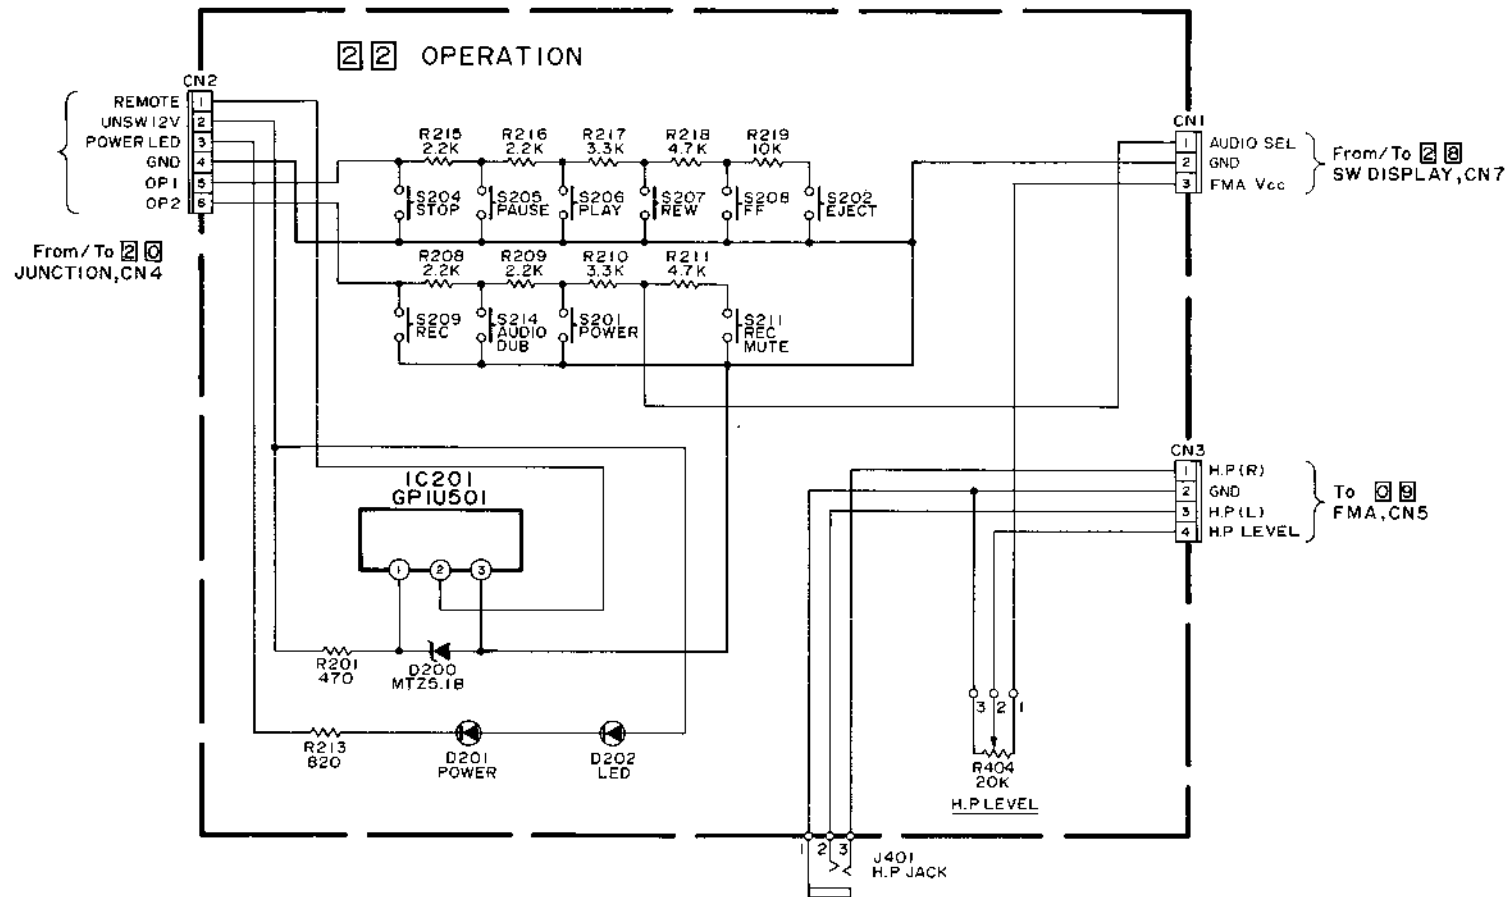 22 OPERATION
CN2
REMOTE 1
UNSW12V 2
POWER LED 3
GND 4
OP1 5
OP2 6
From/To 20
JUNCTION,CN4
R215 R216 R217 R218 R219
2.2K 2.2K 3.3K 4.7K 10K
S204 S205 S206 S207 S208 S202
STOP PAUSE PLAY REW FF EJECT
R208 R209 R210 R211
2.2K 2.2K 3.3K 4.7K
S209 S214 S201 S211
REC AUDIO POWER REC
DUB MUTE
CN1
1 AUDIO SEL
2 GND
3 FMA Vcc
From/To 28
SW DISPLAY,CN7
IC201
GP1U501
1 2 3
R201
470
D200
MTZ5.1B
R213
820
D201
POWER
D202
LED
CN3
1 H.P(R)
2 GND
3 H.P(L)
4 H.P LEVEL
To 09
FMA,CN5
3 2 1
R404
20K
H.P LEVEL
1 2 3
J401
H.P JACK